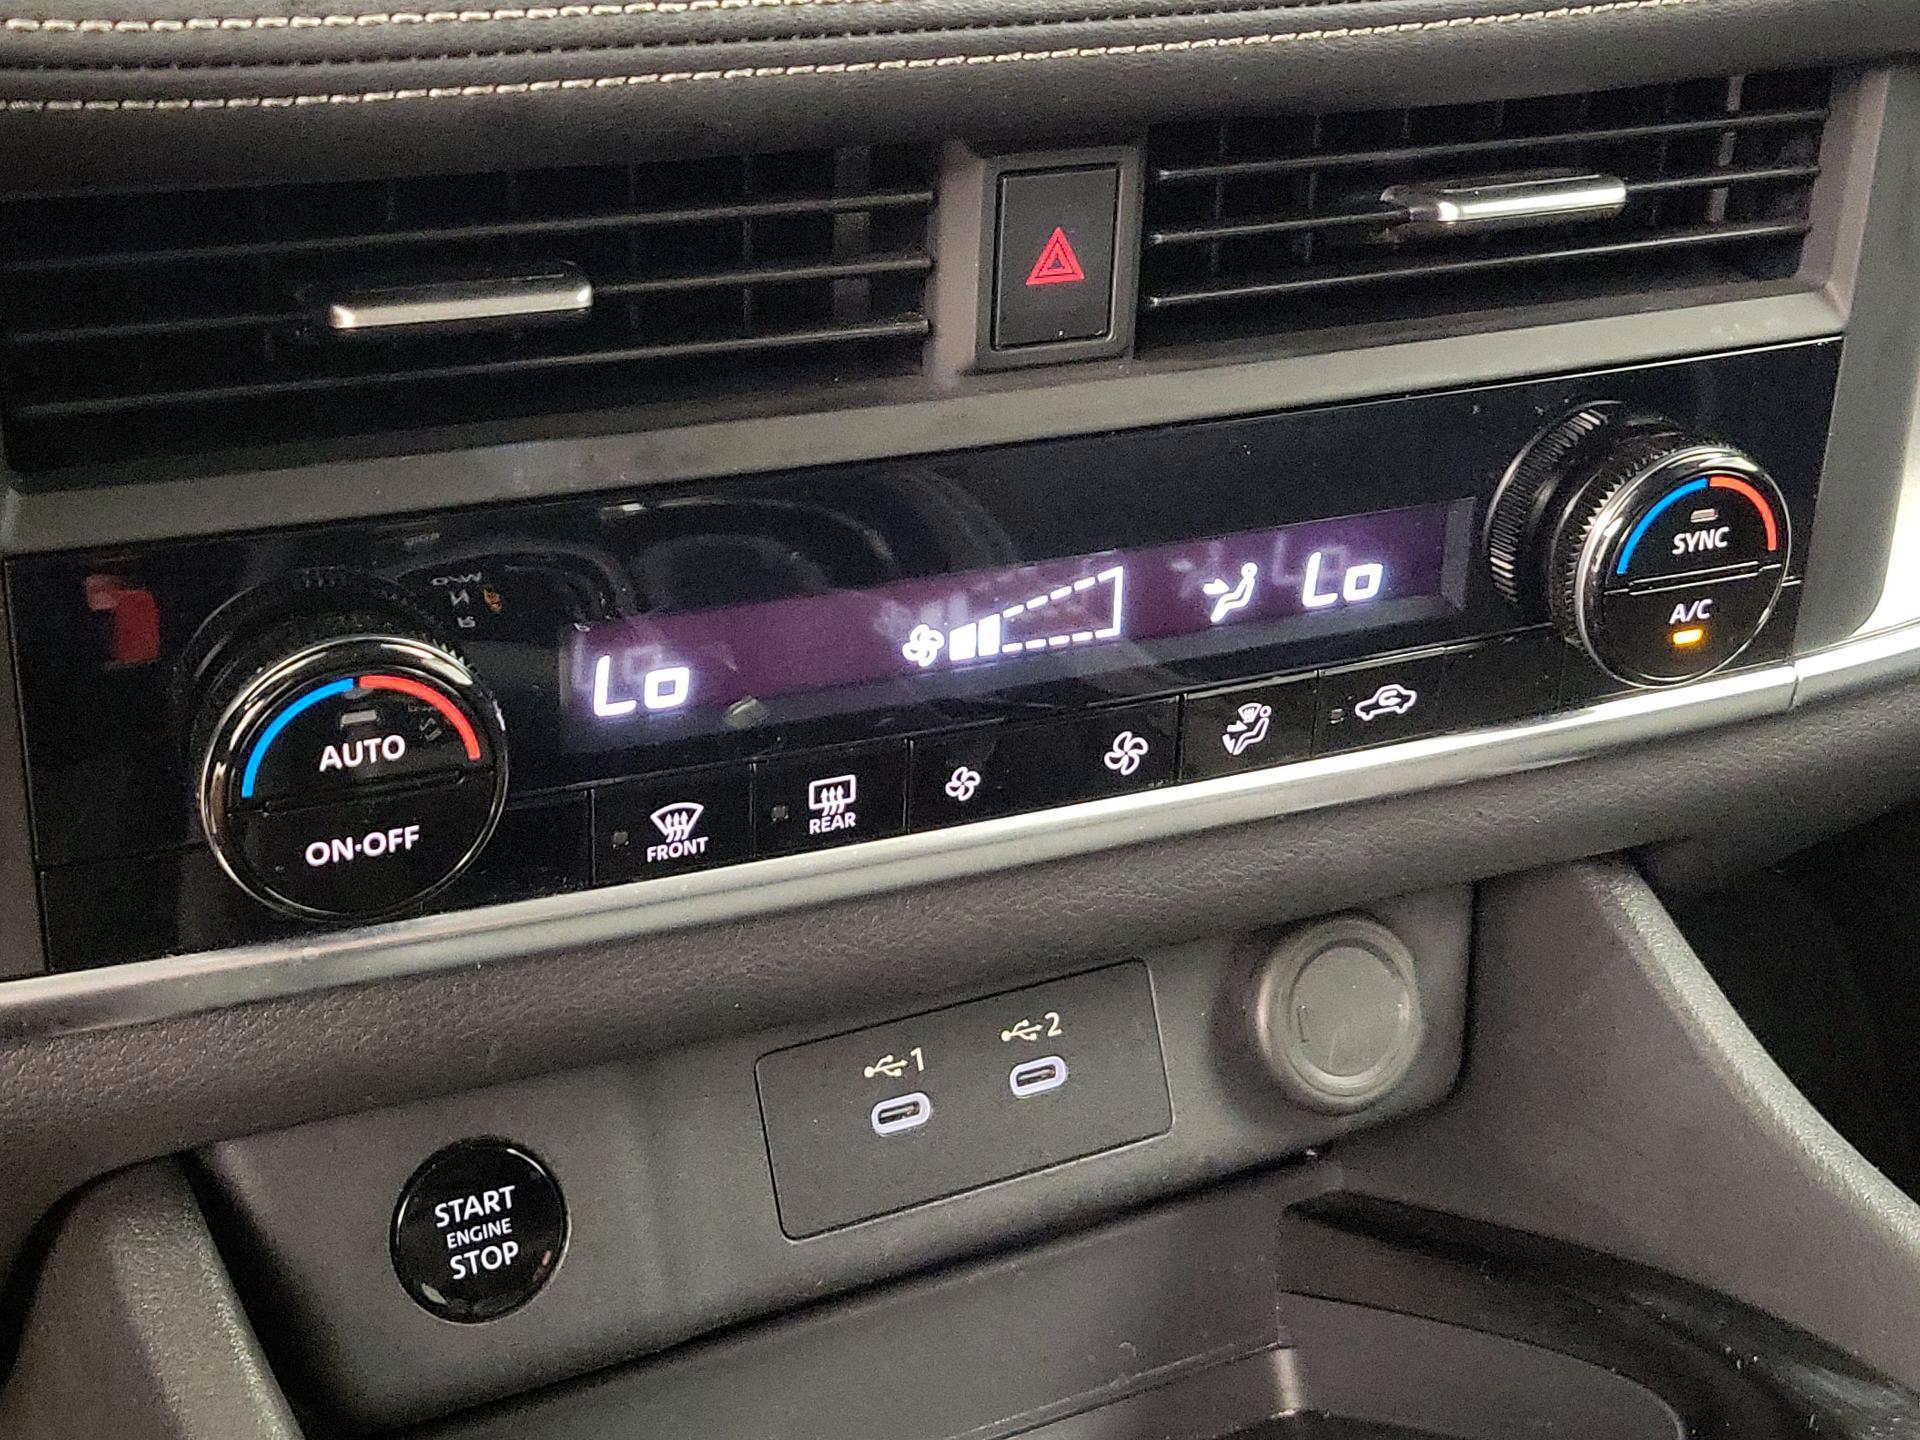 Lo
Lo
SYNC
A/C
AUTO
ON·OFF
FRONT
REAR
1
2
START
ENGINE
STOP